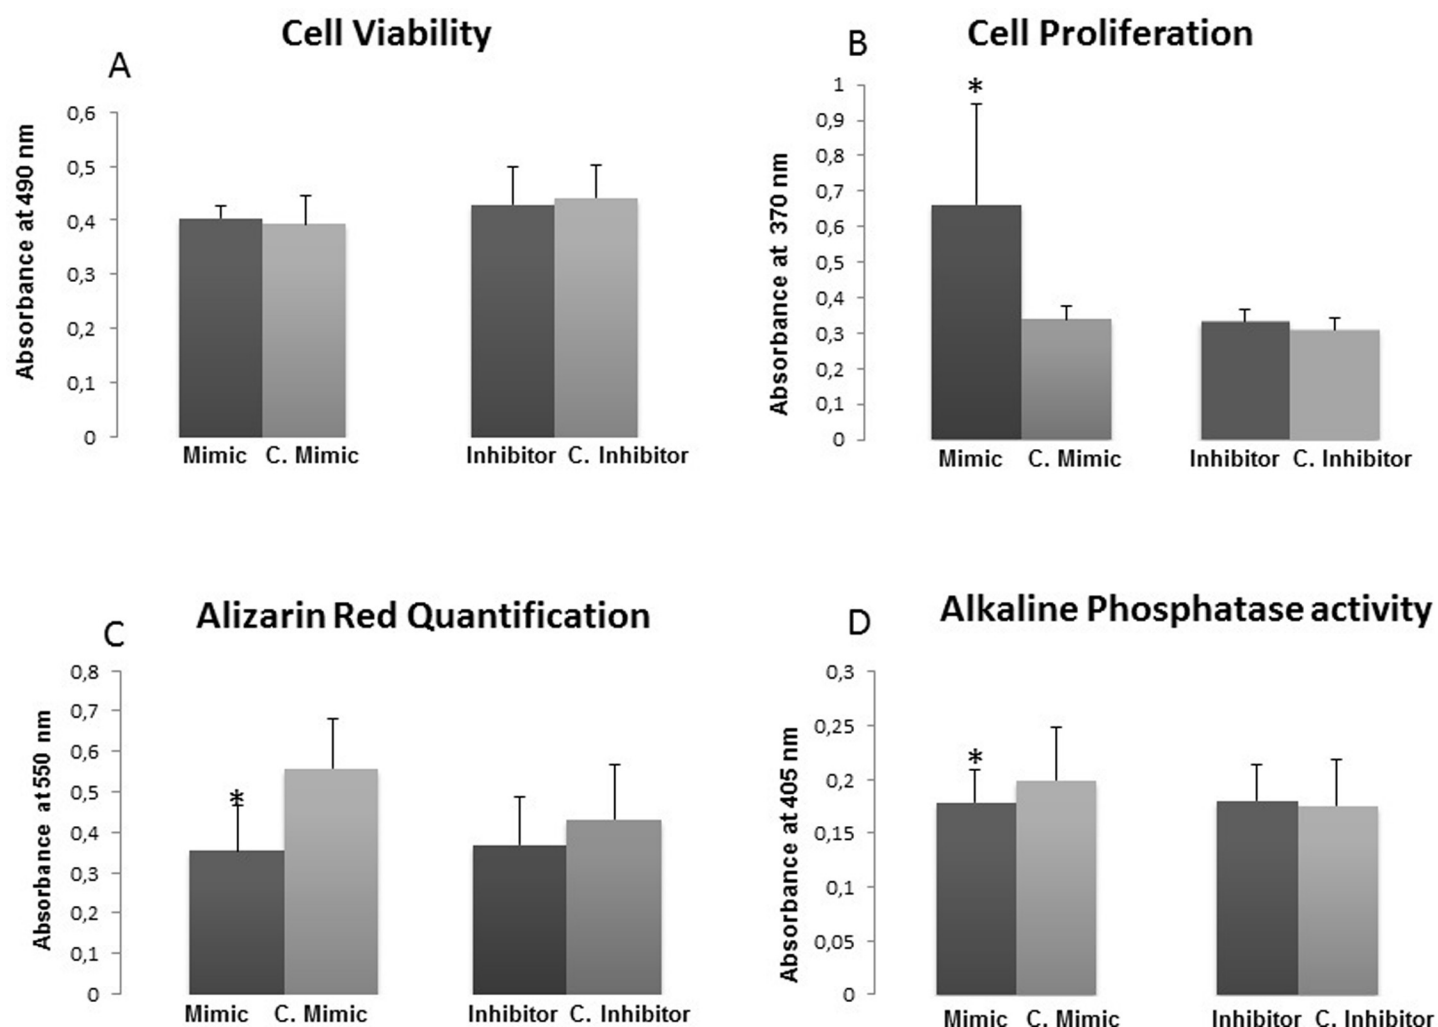 Cell Viability
A
Absorbance at 490 nm
0,6
0,5
0,4
0,3
0,2
0,1
0
Mimic C. Mimic Inhibitor C. Inhibitor
Cell Proliferation
B
Absorbance at 370 nm
1
0,9
0,8
0,7
0,6
0,5
0,4
0,3
0,2
0,1
0
*
Mimic C. Mimic Inhibitor C. Inhibitor
Alizarin Red Quantification
C
Absorbance at 550 nm
0,8
0,7
0,6
0,5
0,4
0,3
0,2
0,1
0
*
Mimic C. Mimic Inhibitor C. Inhibitor
Alkaline Phosphatase activity
D
Absorbance at 405 nm
0,3
0,25
0,2
0,15
0,1
0,05
0
*
Mimic C. Mimic Inhibitor C. Inhibitor